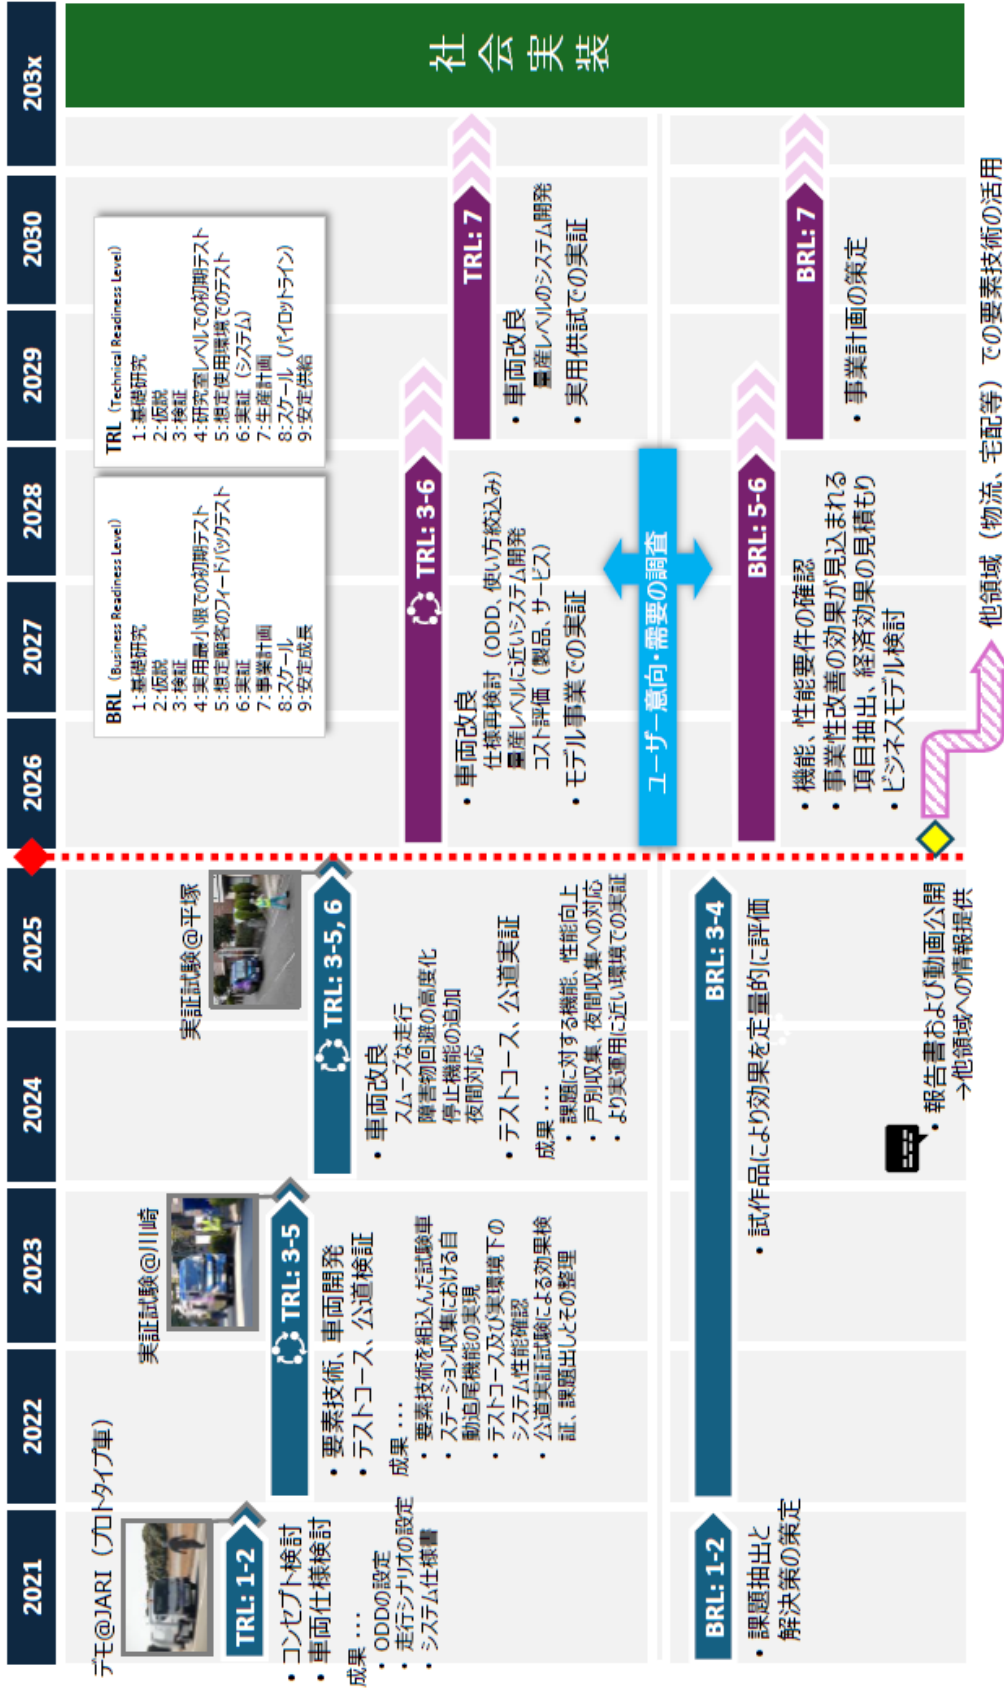 2021
2022
2023
2024
2025
2026
2027
2028
2029
2030
203x
デモ@JARI（プロトタイプ車）
TRL: 1-2
• コンセプト検討
• 車両仕様検討
成果 …
• ODDの設定
• 走行シナリオの設定
• システム仕様書
実証試験@川崎
TRL: 3-5
• 要素技術、車両開発
• テストコース、公道検証
成果 …
• 要素技術を組込んだ試験車
• ステーション収集における自
動追尾機能の実現
• テストコース及び実環境下の
システム性能確認
• 公道実証試験による効果検
証、課題出しとその整理
実証試験@平塚
TRL: 3-5, 6
• 車両改良
スムーズな走行
障害物回避の高度化
停止機能の追加
夜間対応
• テストコース、公道実証
成果 …
• 課題に対する機能、性能向上
• 戸別収集、夜間収集への対応
• より実運用に近い環境での実証
BRL（Business Readiness Level）
1:基礎研究
2:仮説
3:検証
4:実用最小限での初期テスト
5:想定顧客のフィードバックテスト
6:実証
7:事業計画
8:スケール
9:安定成長
TRL（Technical Readiness Level）
1:基礎研究
2:仮説
3:検証
4:研究室レベルでの初期テスト
5:想定使用環境でのテスト
6:実証（システム）
7:生産計画
8:スケール（パイロットライン）
9:安定供給
TRL: 3-6
• 車両改良
仕様再検討（ODD、使い方絞込み）
量産レベルに近いシステム開発
コスト評価（製品、サービス）
• モデル事業での実証
TRL: 7
• 車両改良
量産レベルのシステム開発
• 実用供試での実証
社会実装
ユーザー意向・需要の調査
BRL: 1-2
• 課題抽出と
解決策の策定
BRL: 3-4
• 試作品により効果を定量的に評価
BRL: 5-6
• 機能、性能要件の確認
• 事業性改善の効果が見込まれる
項目抽出、経済効果の見積もり
• ビジネスモデル検討
BRL: 7
• 事業計画の策定
• 報告書および動画公開
→他領域への情報提供
他領域（物流、宅配等）での要素技術の活用